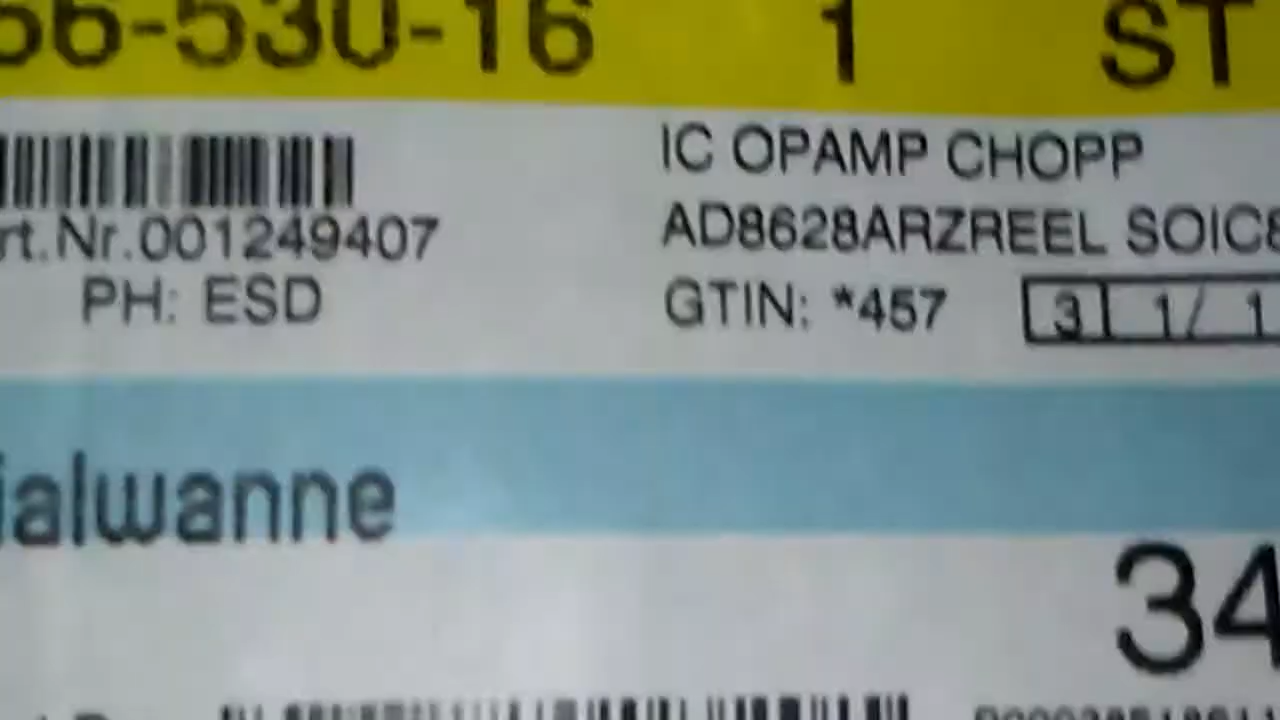 56-530-16 1 ST
IC OPAMP CHOPP
rt.Nr.001249407
AD8628ARZREEL SOIC8
PH: ESD
GTIN: *457 3 1/ 1
ialwanne
34